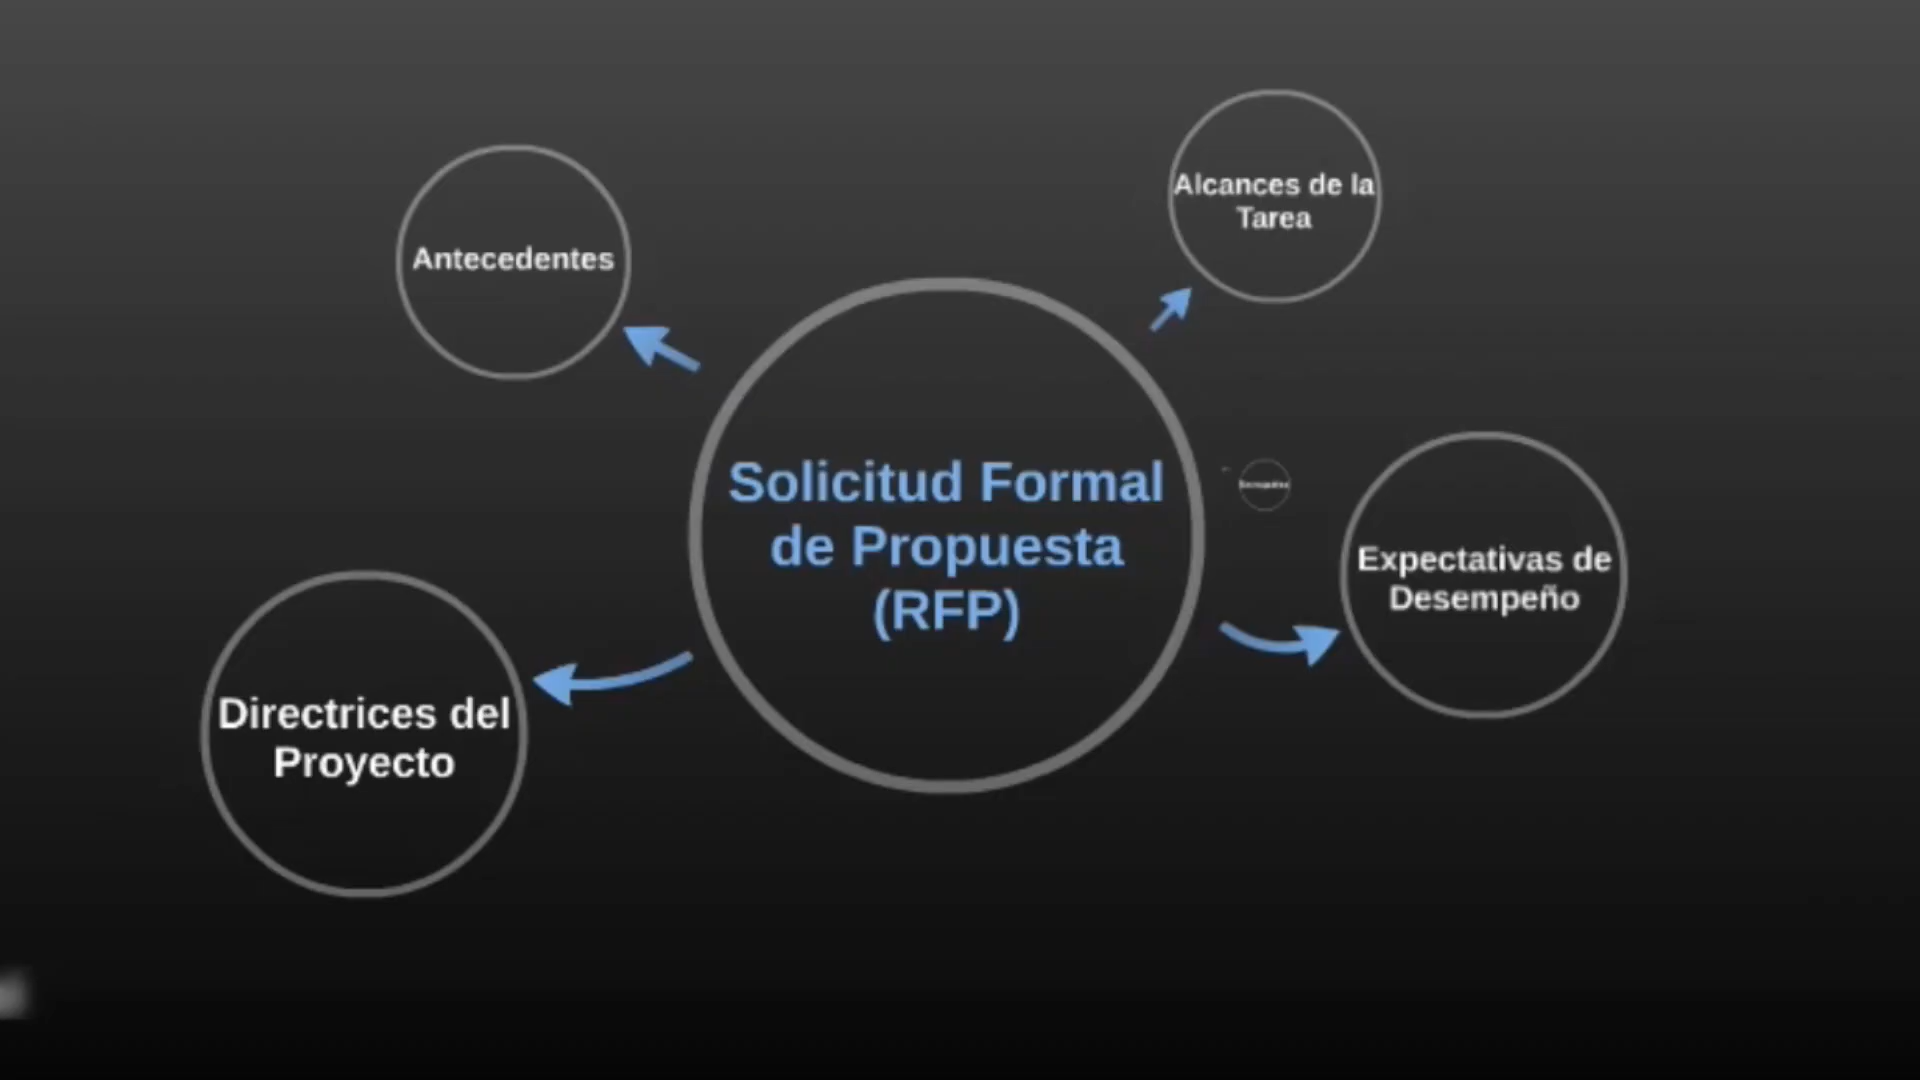 Antecedentes
Alcances de la
Tarea
Solicitud Formal
de Propuesta
(RFP)
Expectativas de
Desempeño
Directrices del
Proyecto